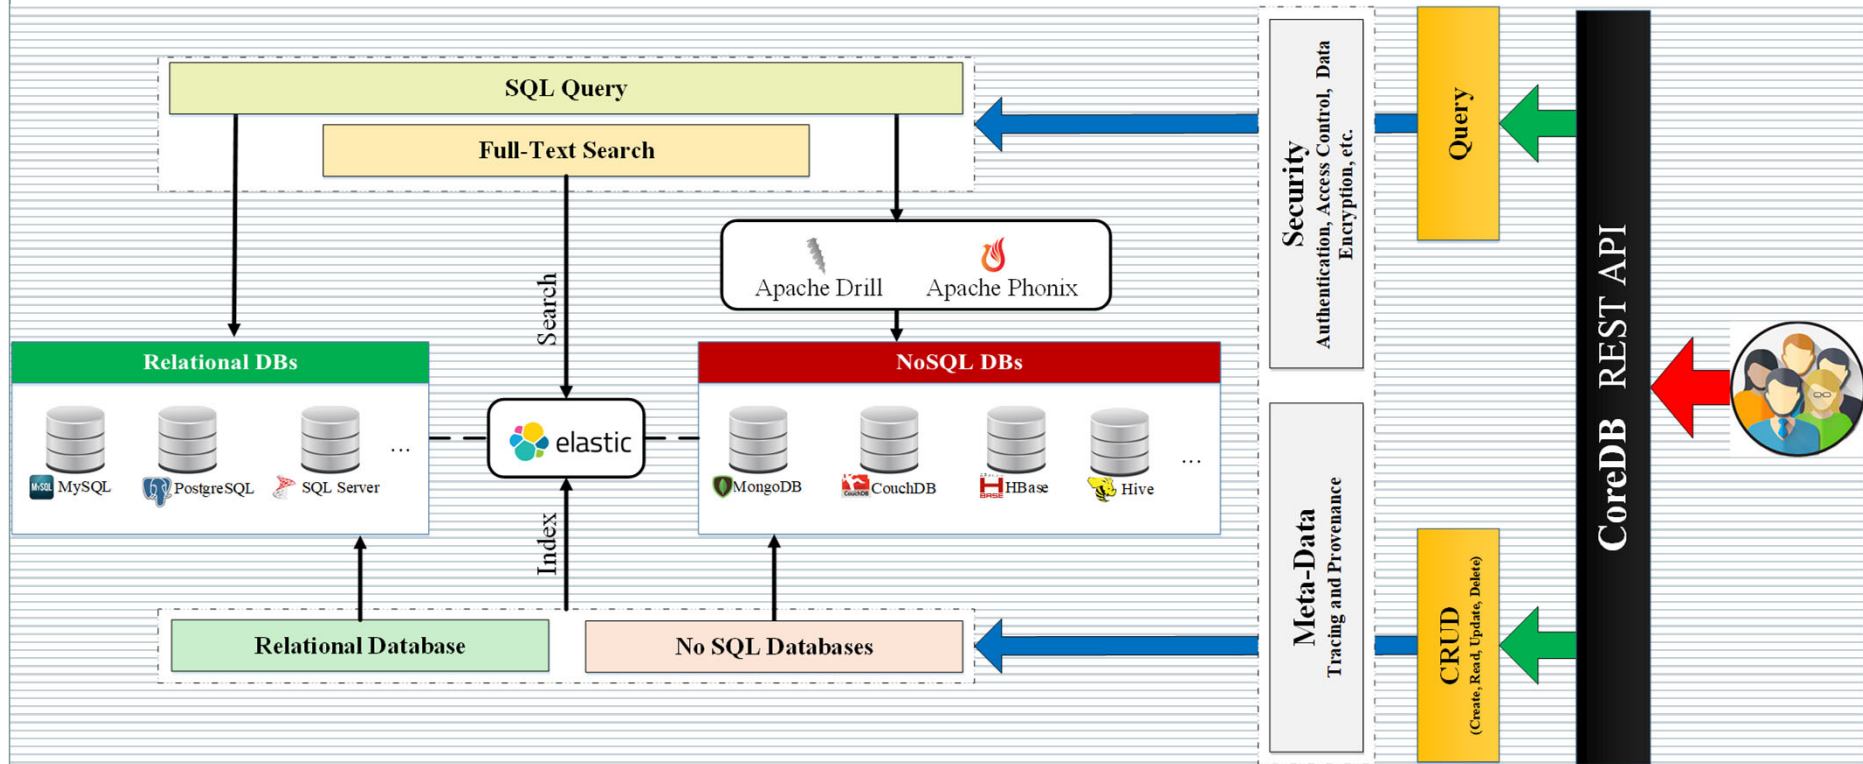 SQL Query
Full-Text Search
Search
Apache Drill
Apache Phonix
Relational DBs
MySQL
MySQL
PostgreSQL
SQL Server
...
elastic
NoSQL DBs
MongoDB
CouchDB
CouchDB
HBASE
HBase
Hive
...
Index
Relational Database
No SQL Databases
Security
Authentication, Access Control, Data
Encryption, etc.
Meta-Data
Tracing and Provenance
Query
CRUD
(Create, Read, Update, Delete)
CoreDB REST API